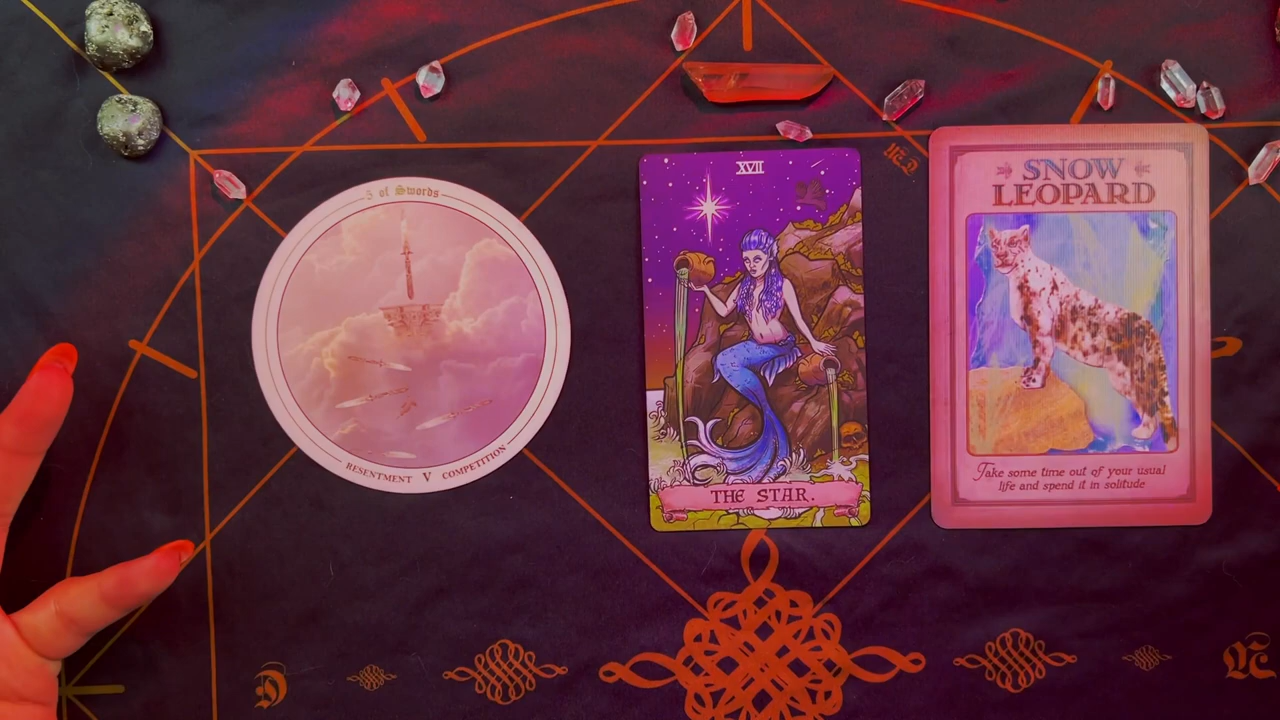 5 of Swords
RESENTMENT V COMPETITION
XVII
THE STAR.
SNOW
LEOPARD
Take some time out of your usual
life and spend it in solitude